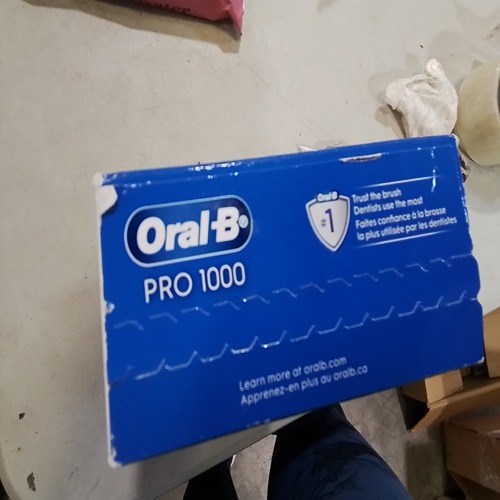 Oral-B
PRO 1000
Oral-B
#1
Trust the brush
Dentists use the most
Faites confiance à la brosse
la plus utilisée par les dentistes
Learn more at oralb.com
Apprenez-en plus au oralb.ca